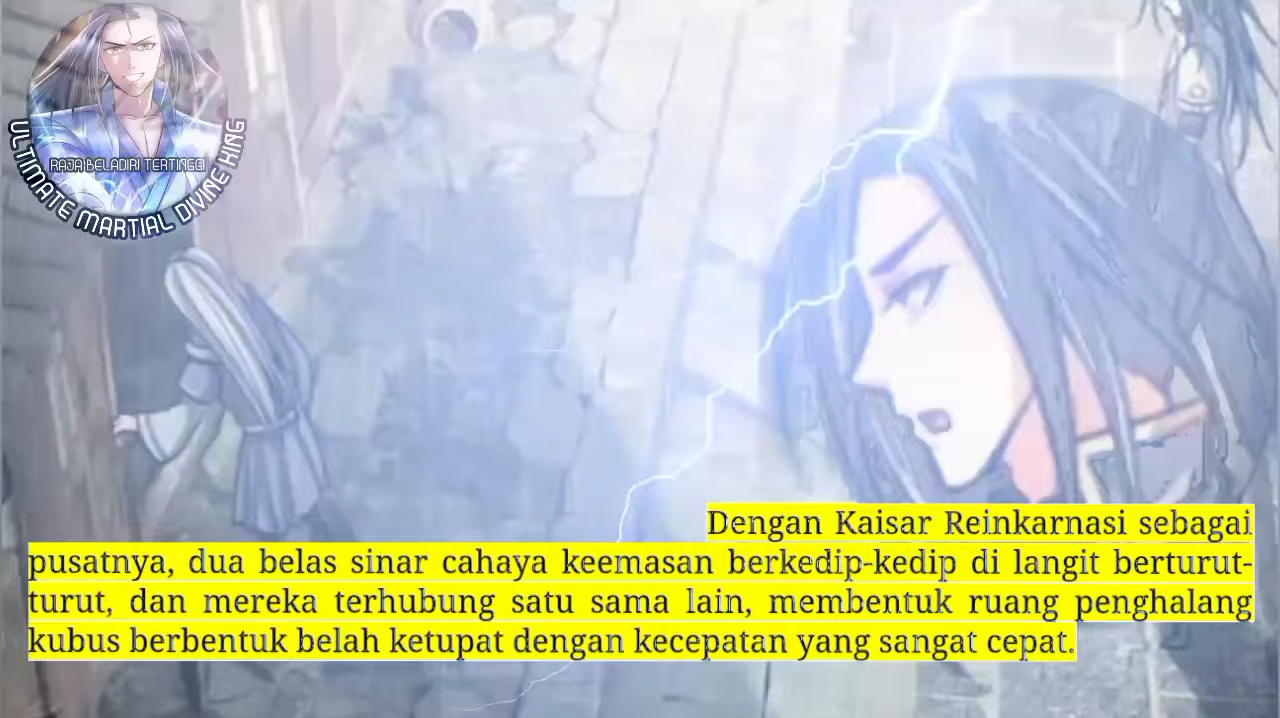 RAJA BELADIRI TERTINGGI
ULTIMATE MARTIAL DIVINE KING
Dengan Kaisar Reinkarnasi sebagai
pusatnya, dua belas sinar cahaya keemasan berkedip-kedip di langit berturut-
turut, dan mereka terhubung satu sama lain, membentuk ruang penghalang
kubus berbentuk belah ketupat dengan kecepatan yang sangat cepat.